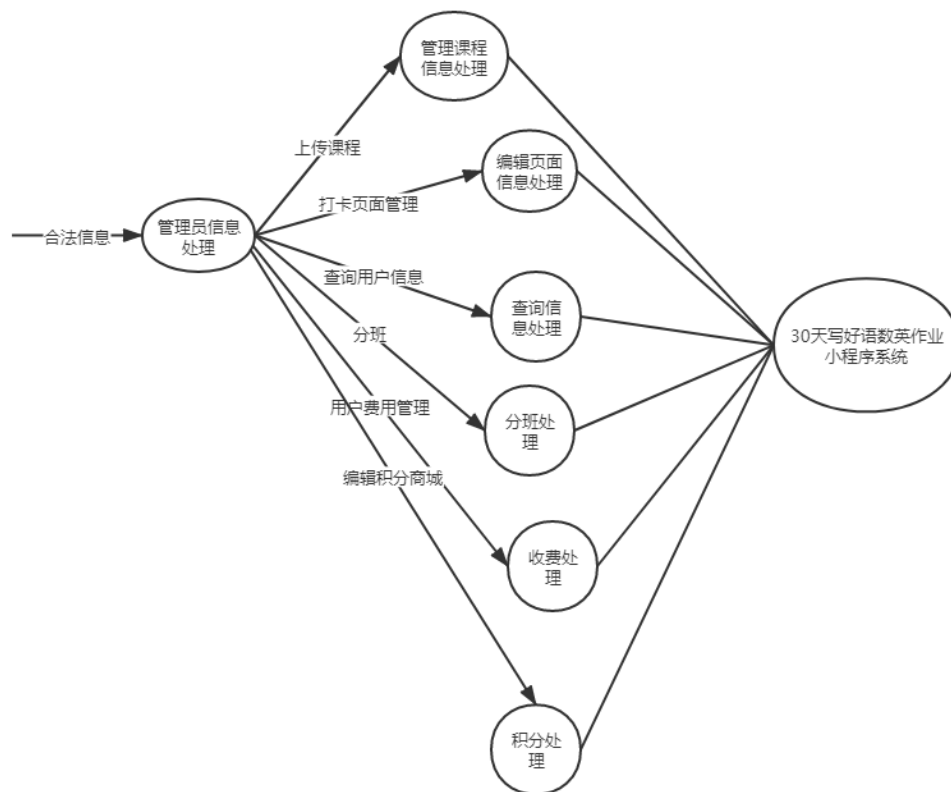 管理课程
信息处理
上传课程
编辑页面
信息处理
打卡页面管理
管理员信息
处理
合法信息
查询用户信息
查询信
息处理
分班
30天写好语数英作业
小程序系统
用户费用管理
分班处
理
编辑积分商城
收费处
理
积分处
理